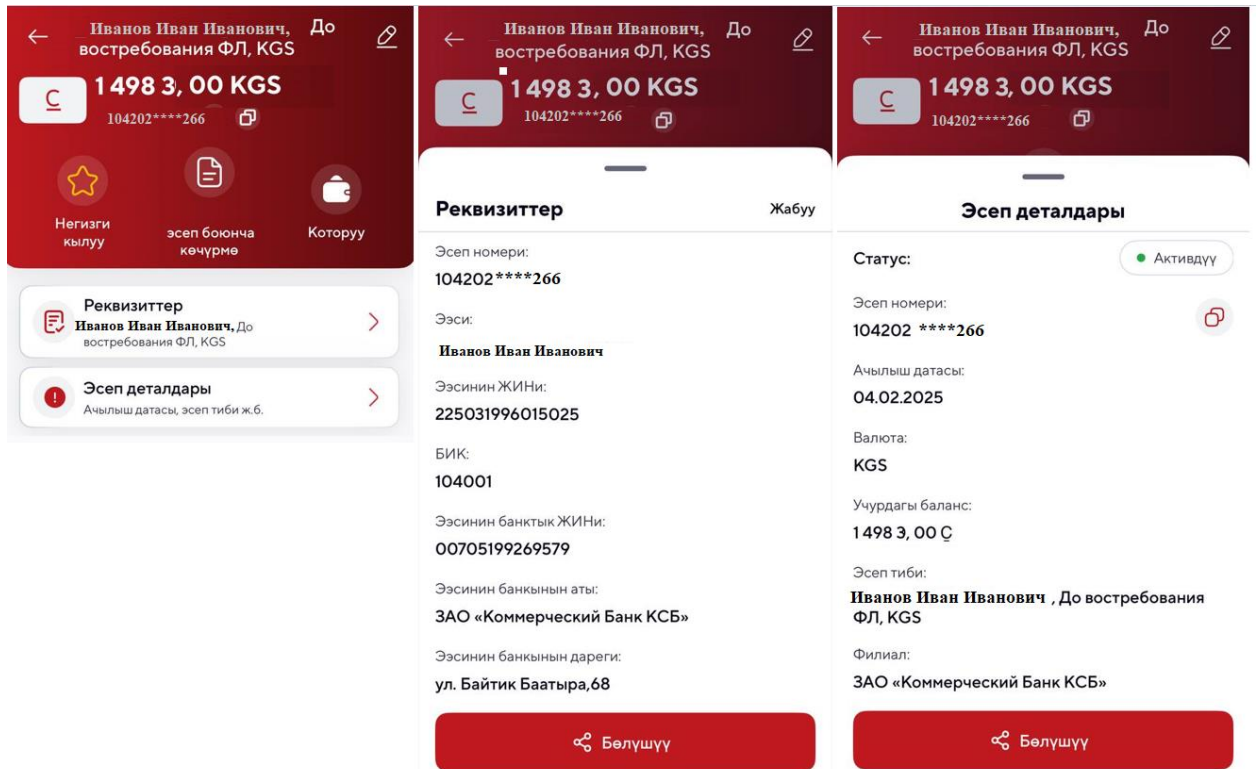 Иванов Иван Иванович, До
востребования ФЛ, KGS
С
1 498 3, 00 KGS
104202****266
Негизги
кылуу
эсеп боюнча
көчүрмө
Которуу
Реквизиттер
Иванов Иван Иванович, До
востребования ФЛ, KGS
Эсеп деталдары
Ачылыш датасы, эсеп тиби ж.б.
Иванов Иван Иванович, До
востребования ФЛ, KGS
С
1 498 3, 00 KGS
104202****266
Реквизиттер Жабуу
Эсеп номери:
104202****266
Ээси:
Иванов Иван Иванович
Ээсинин ЖИНи:
225031996015025
БИК:
104001
Ээсинин банктык ЖИНи:
00705199269579
Ээсинин банкынын аты:
ЗАО «Коммерческий Банк КСБ»
Ээсинин банкынын дареги:
ул. Байтик Баатыра,68
Бөлүшүү
Иванов Иван Иванович, До
востребования ФЛ, KGS
С
1 498 3, 00 KGS
104202****266
Эсеп деталдары
Статус: Активдүү
Эсеп номери:
104202 ****266
Ачылыш датасы:
04.02.2025
Валюта:
KGS
Учурдагы баланс:
1 498 3, 00 С
Эсеп тиби:
Иванов Иван Иванович , До востребования
ФЛ, KGS
Филиал:
ЗАО «Коммерческий Банк КСБ»
Бөлүшүү